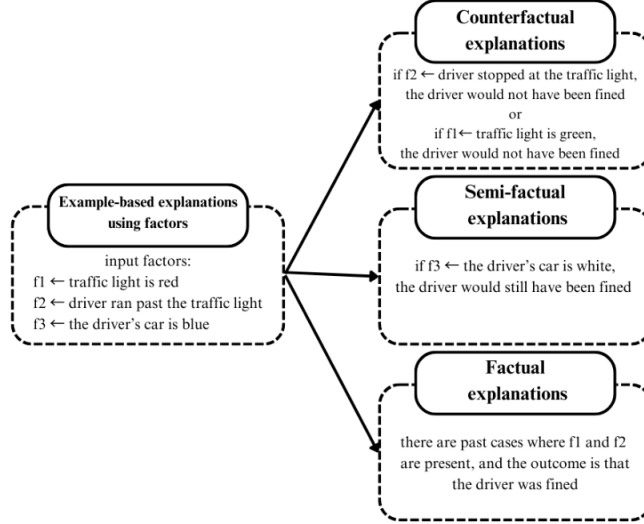 Example-based explanations
using factors
input factors:
f1 ← traffic light is red
f2 ← driver ran past the traffic light
f3 ← the driver's car is blue
Counterfactual
explanations
if f2 ← driver stopped at the traffic light,
the driver would not have been fined
or
if f1← traffic light is green,
the driver would not have been fined
Semi-factual
explanations
if f3 ← the driver's car is white,
the driver would still have been fined
Factual
explanations
there are past cases where f1 and f2
are present, and the outcome is that
the driver was fined